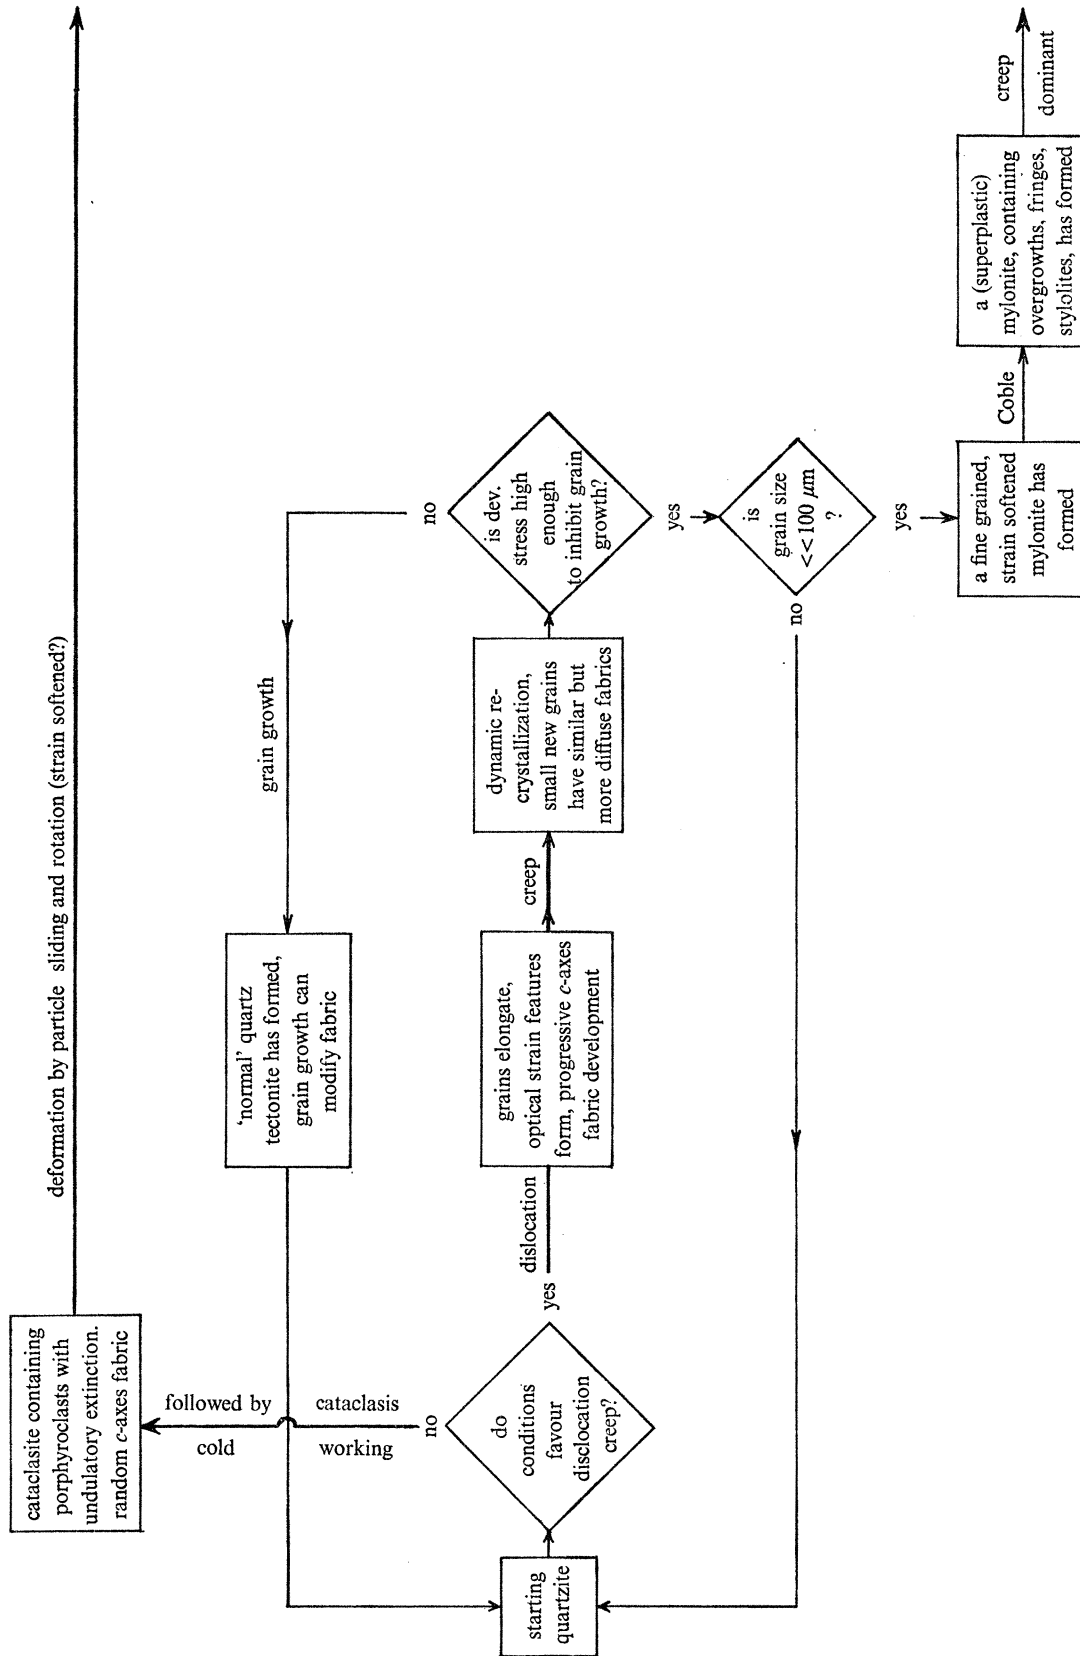 deformation by particle sliding and rotation (strain softened?)
cataclasite containing
porphyroclasts with
undulatory extinction.
random c-axes fabric
followed by
cataclasis
cold
working
no
grain growth
'normal' quartz
tectonite has formed,
grain growth can
modify fabric
starting
quartzite
do
conditions
favour
disclocation
creep?
yes
dislocation
grains elongate,
optical strain features
form, progressive c-axes
fabric development
creep
dynamic re-
crystallization,
small new grains
have similar but
more diffuse fabrics
is dev.
stress high
enough
to inhibit grain
growth?
no
yes
is
grain size
<<100 μm
?
no
yes
a fine grained,
strain softened
mylonite has
formed
Coble
a (superplastic)
mylonite, containing
overgrowths, fringes,
stylolites, has formed
creep
dominant